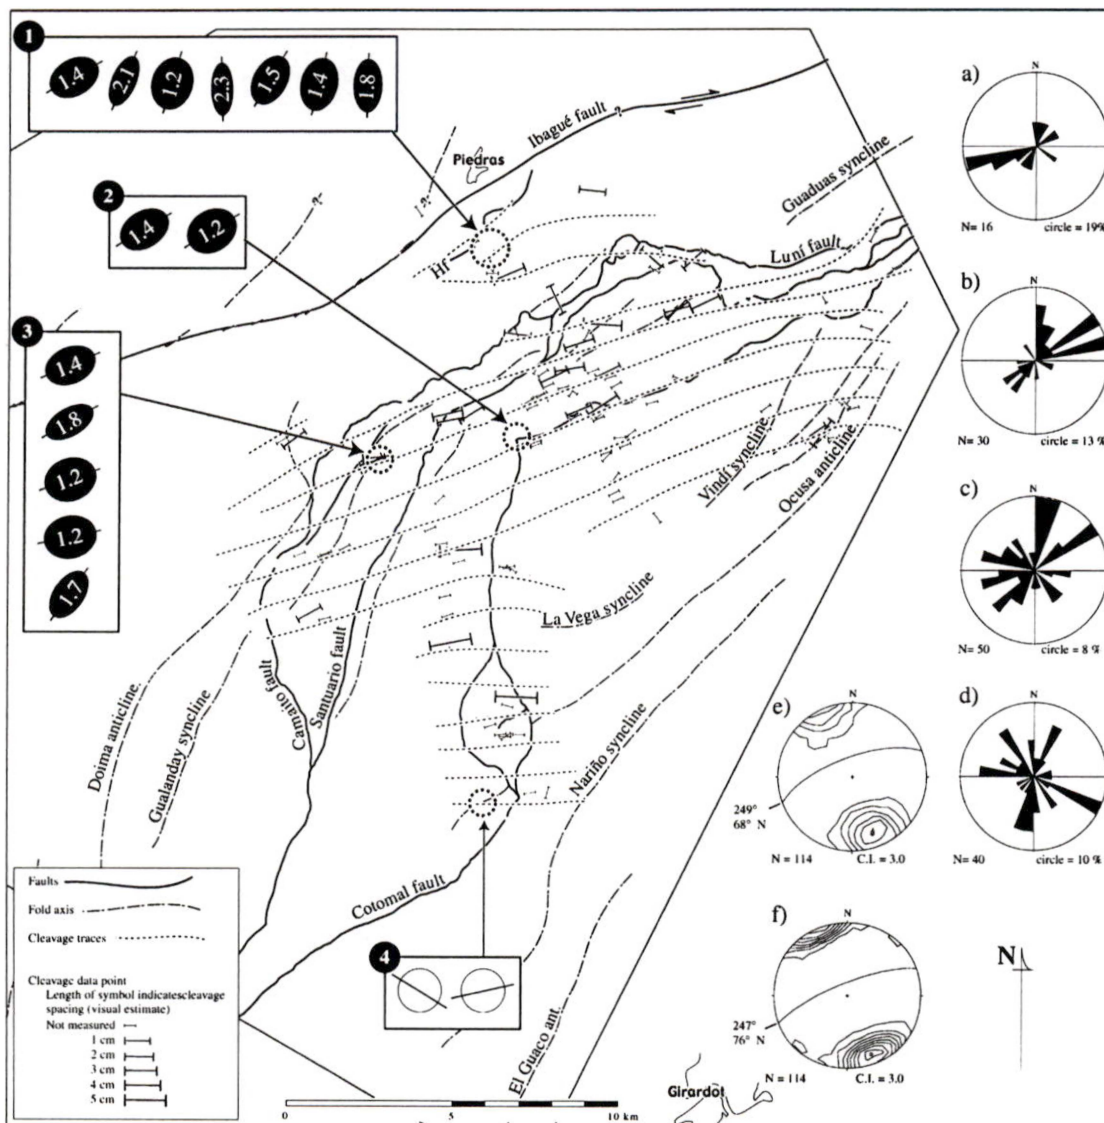 1
1.4 2.1 1.2 2.3 1.5 1.4 1.8
2
1.4 1.2
3
1.4
1.8
1.2
1.2
1.7
4
Piedras
Ibagué fault ?
Guaduas syncline
Hf
Luní fault
Vindí syncline
Ocusa anticline
La Vega syncline
Nariño syncline
Doima anticline
Gualanday syncline
Camaito fault
Santuario fault
Cotomal fault
El Guaco ant.
Girardot
a)
N
N= 16 circle = 19%
b)
N= 30 circle = 13 %
c)
N= 50 circle = 8 %
d)
N= 40 circle = 10 %
e)
N
249°
68° N
N = 114 C.I. = 3.0
f)
N
247°
76° N
N = 114 C.I. = 3.0
N
Faults
Fold axis
Cleavage traces
Cleavage data point
Length of symbol indicatescleavage
spacing (visual estimate)
Not measured
1 cm
2 cm
3 cm
4 cm
5 cm
0 5 10 km